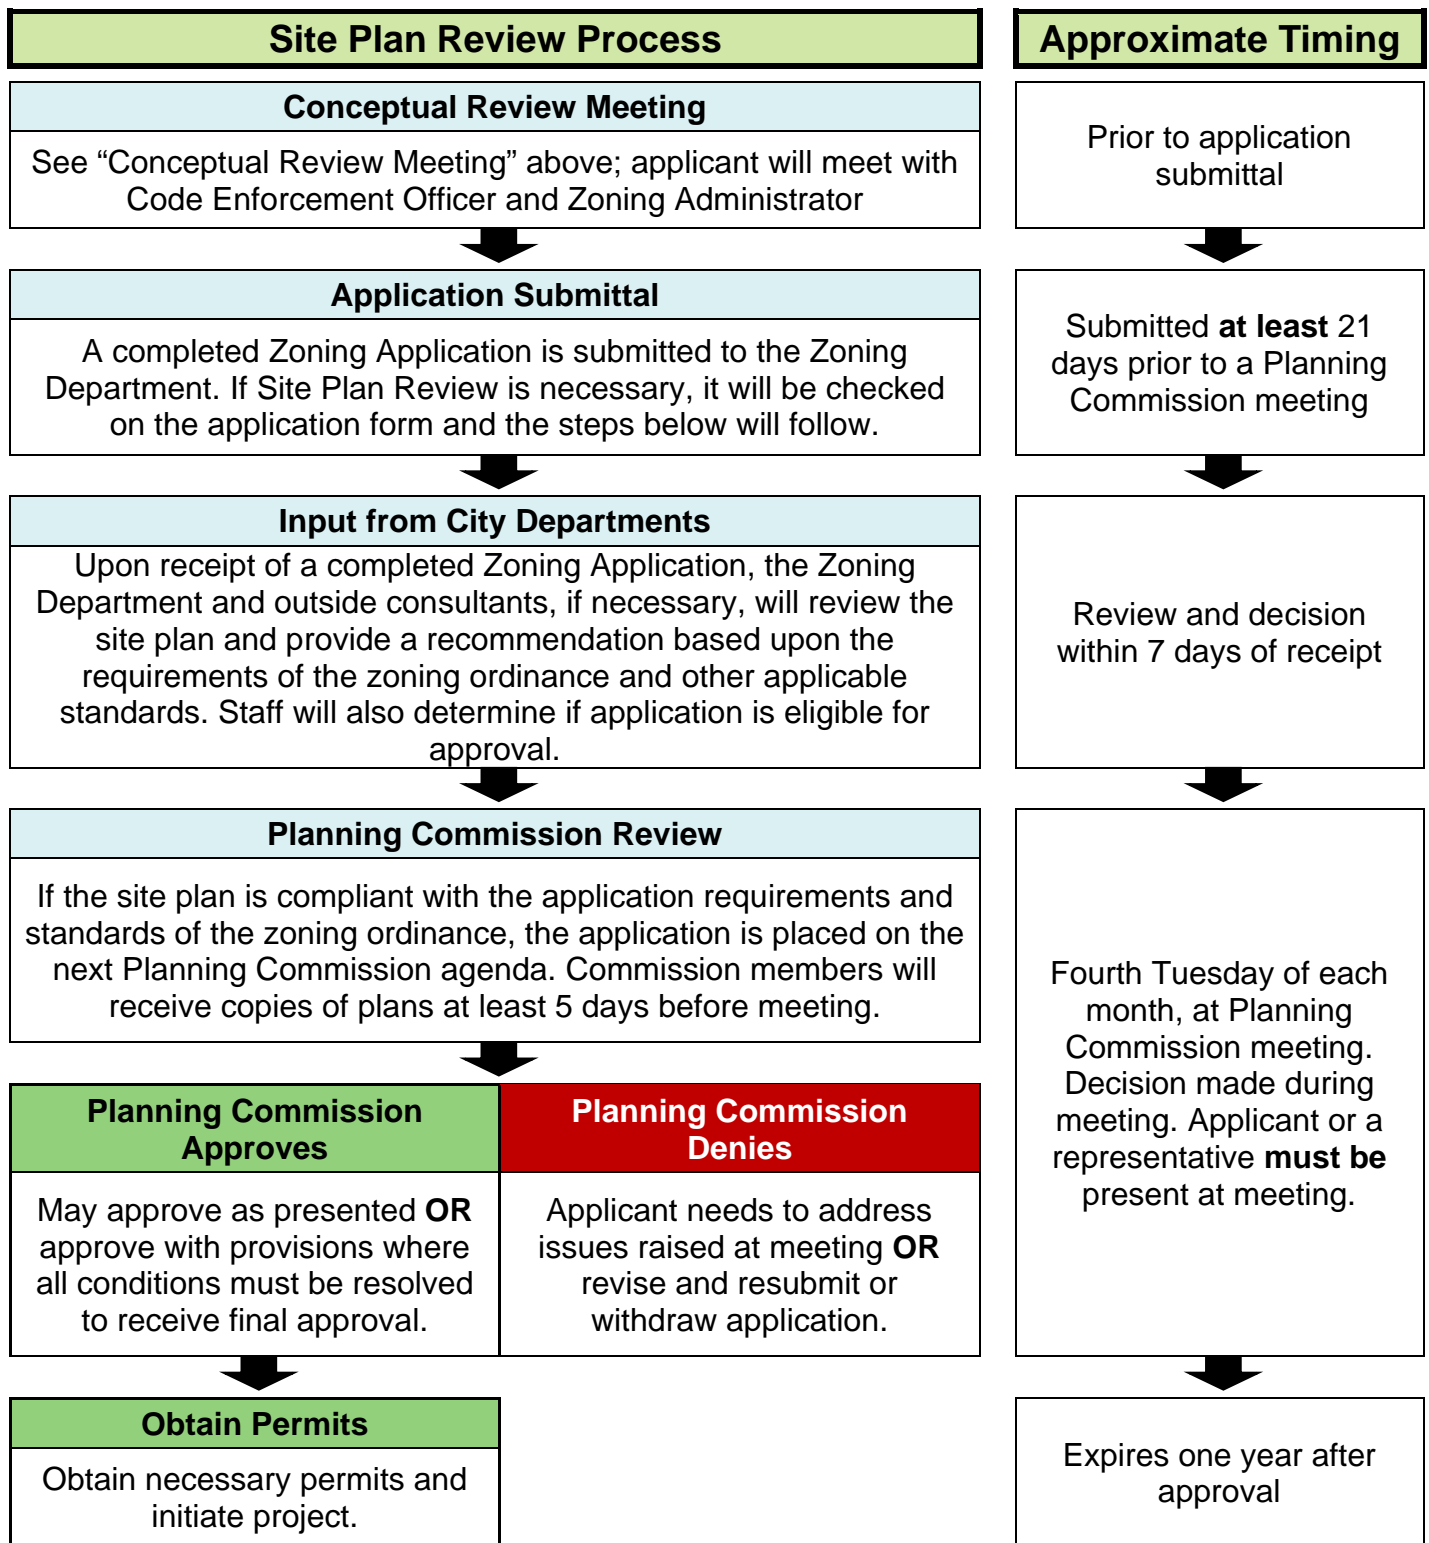 Site Plan Review Process
Approximate Timing
Conceptual Review Meeting
See “Conceptual Review Meeting” above; applicant will meet with
Code Enforcement Officer and Zoning Administrator
Prior to application
submittal
Application Submittal
A completed Zoning Application is submitted to the Zoning
Department. If Site Plan Review is necessary, it will be checked
on the application form and the steps below will follow.
Submitted at least 21
days prior to a Planning
Commission meeting
Input from City Departments
Upon receipt of a completed Zoning Application, the Zoning
Department and outside consultants, if necessary, will review the
site plan and provide a recommendation based upon the
requirements of the zoning ordinance and other applicable
standards. Staff will also determine if application is eligible for
approval.
Review and decision
within 7 days of receipt
Planning Commission Review
If the site plan is compliant with the application requirements and
standards of the zoning ordinance, the application is placed on the
next Planning Commission agenda. Commission members will
receive copies of plans at least 5 days before meeting.
Planning Commission
Approves
May approve as presented OR
approve with provisions where
all conditions must be resolved
to receive final approval.
Planning Commission
Denies
Applicant needs to address
issues raised at meeting OR
revise and resubmit or
withdraw application.
Fourth Tuesday of each
month, at Planning
Commission meeting.
Decision made during
meeting. Applicant or a
representative must be
present at meeting.
Obtain Permits
Obtain necessary permits and
initiate project.
Expires one year after
approval